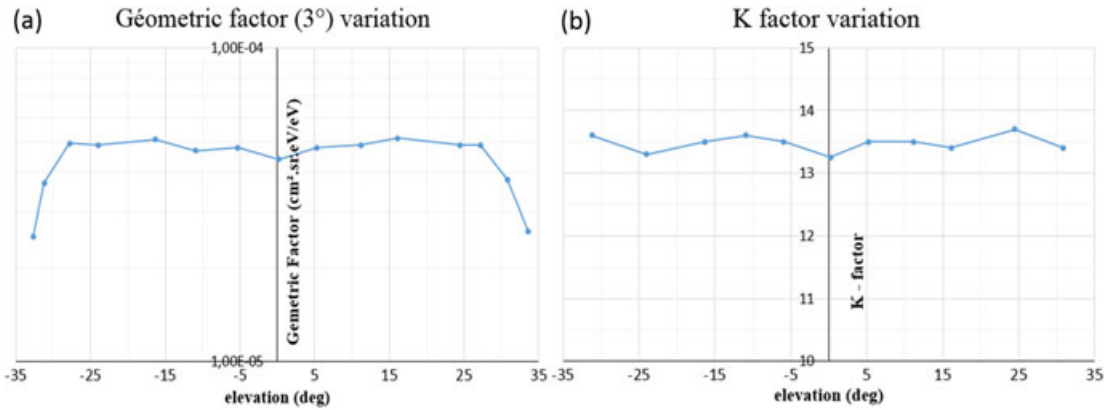 (a) Géometric factor (3°) variation
1,00E-04
Gemetric Factor (cm².sr.eV/eV)
1,00E-05
-35 -25 -15 -5 5 15 25 35
elevation (deg)
(b) K factor variation
15
14
13
12
11
10
K - factor
-35 -25 -15 -5 5 15 25 35
elevation (deg)